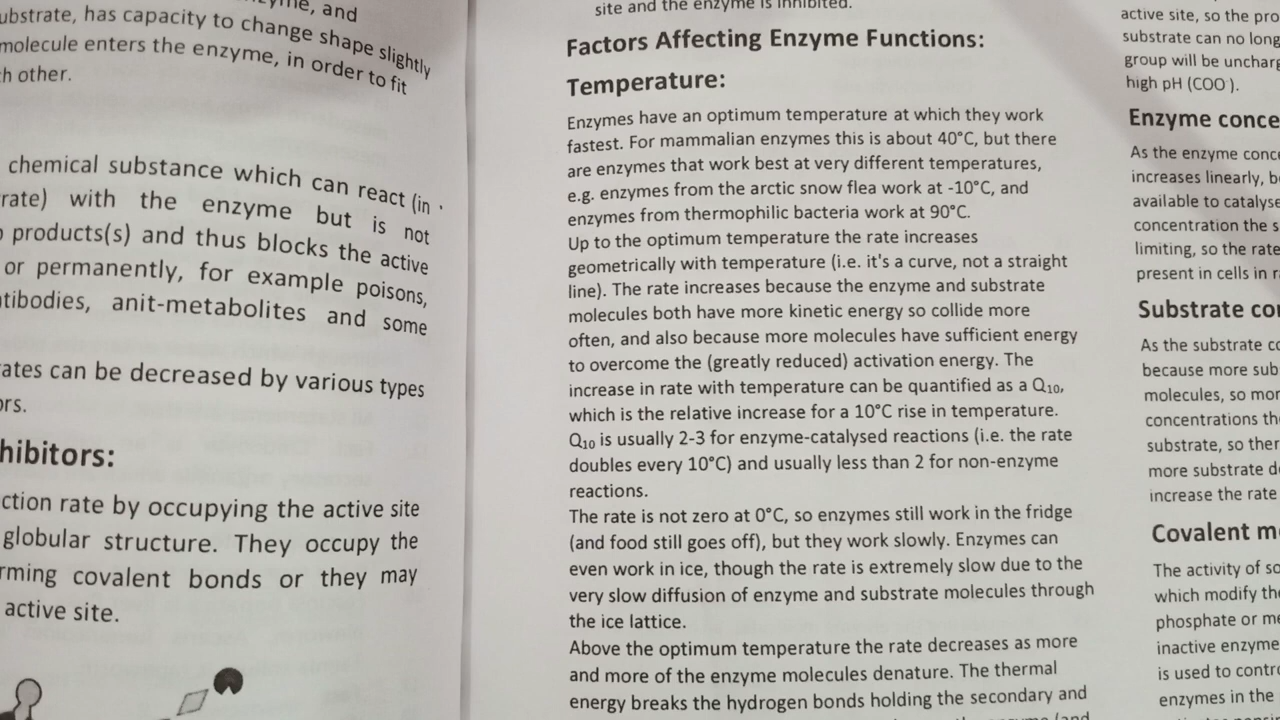 zyme, and
ubstrate, has capacity to change shape slightly
molecule enters the enzyme, in order to fit
ch other.
chemical substance which can react (in
rate) with the enzyme but is not
o products(s) and thus blocks the active
or permanently, for example poisons,
ntibodies, anit-metabolites and some
ates can be decreased by various types
ors.
hibitors:
ction rate by occupying the active site
globular structure. They occupy the
rming covalent bonds or they may
active site.
site and the enzyme is inhibited.
Factors Affecting Enzyme Functions:
Temperature:
Enzymes have an optimum temperature at which they work
fastest. For mammalian enzymes this is about 40°C, but there
are enzymes that work best at very different temperatures,
e.g. enzymes from the arctic snow flea work at -10°C, and
enzymes from thermophilic bacteria work at 90°C.
Up to the optimum temperature the rate increases
geometrically with temperature (i.e. it's a curve, not a straight
line). The rate increases because the enzyme and substrate
molecules both have more kinetic energy so collide more
often, and also because more molecules have sufficient energy
to overcome the (greatly reduced) activation energy. The
increase in rate with temperature can be quantified as a Q₁₀,
which is the relative increase for a 10°C rise in temperature.
Q₁₀ is usually 2-3 for enzyme-catalysed reactions (i.e. the rate
doubles every 10°C) and usually less than 2 for non-enzyme
reactions.
The rate is not zero at 0°C, so enzymes still work in the fridge
(and food still goes off), but they work slowly. Enzymes can
even work in ice, though the rate is extremely slow due to the
very slow diffusion of enzyme and substrate molecules through
the ice lattice.
Above the optimum temperature the rate decreases as more
and more of the enzyme molecules denature. The thermal
energy breaks the hydrogen bonds holding the secondary and
active site, so the pro
substrate can no long
group will be uncharg
high pH (COO⁻).
Enzyme conce
As the enzyme conce
increases linearly, be
available to catalyse
concentration the s
limiting, so the rate
present in cells in r
Substrate co
As the substrate co
because more sub
molecules, so mor
concentrations th
substrate, so ther
more substrate d
increase the rate
Covalent m
The activity of so
which modify th
phosphate or me
inactive enzyme
is used to contr
enzymes in the